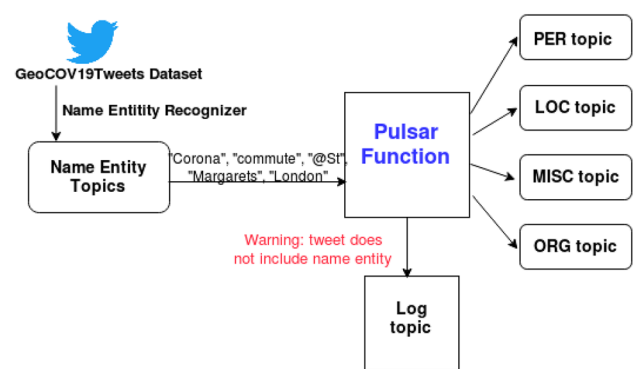 GeoCOV19Tweets Dataset
Name Entitity Recognizer
Name Entity
Topics
"Corona", "commute", "@St",
"Margarets", "London"
Pulsar
Function
PER topic
LOC topic
MISC topic
ORG topic
Warning: tweet does
not include name entity
Log
topic